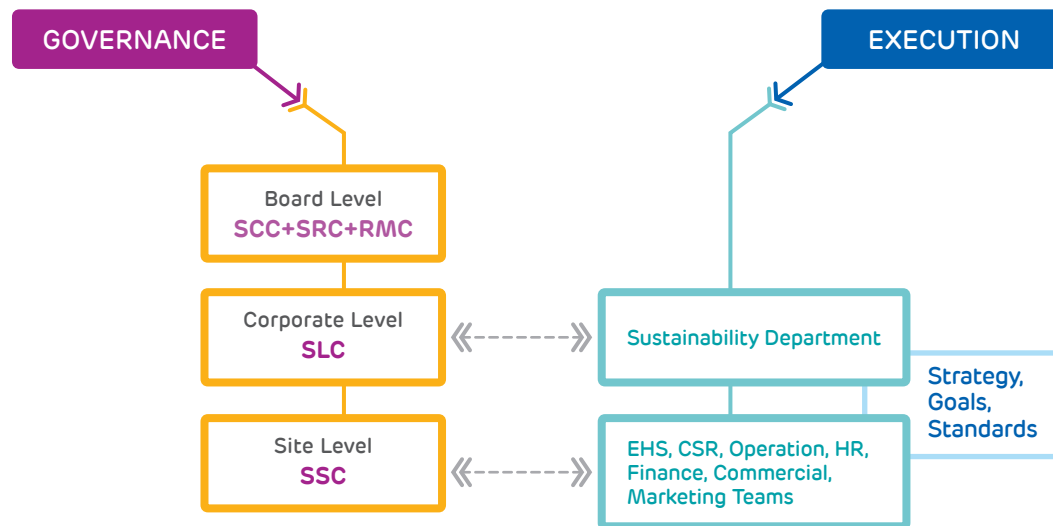 GOVERNANCE
EXECUTION
Board Level
SCC+SRC+RMC
Corporate Level
SLC
Sustainability Department
Strategy,
Goals,
Standards
Site Level
SSC
EHS, CSR, Operation, HR,
Finance, Commercial,
Marketing Teams